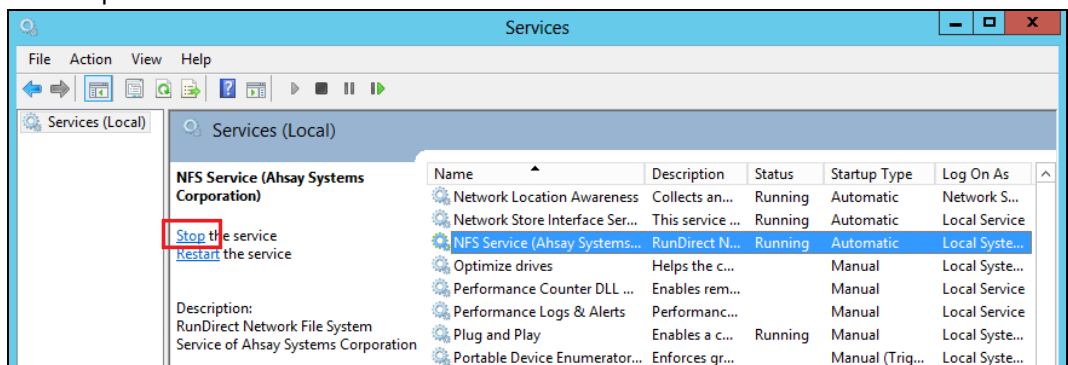 Services
File Action View Help
Services (Local)
Services (Local)
NFS Service (Ahsay Systems
Corporation)
Stop the service
Restart the service
Description:
RunDirect Network File System
Service of Ahsay Systems Corporation
Name Description Status Startup Type Log On As
Network Location Awareness Collects an... Running Automatic Network S...
Network Store Interface Ser... This service ... Running Automatic Local Service
NFS Service (Ahsay Systems... RunDirect N... Running Automatic Local Syste...
Optimize drives Helps the c... Manual Local Syste...
Performance Counter DLL ... Enables rem... Manual Local Service
Performance Logs & Alerts Performanc... Manual Local Service
Plug and Play Enables a c... Running Manual Local Syste...
Portable Device Enumerator... Enforces gr... Manual (Trig... Local Syste...